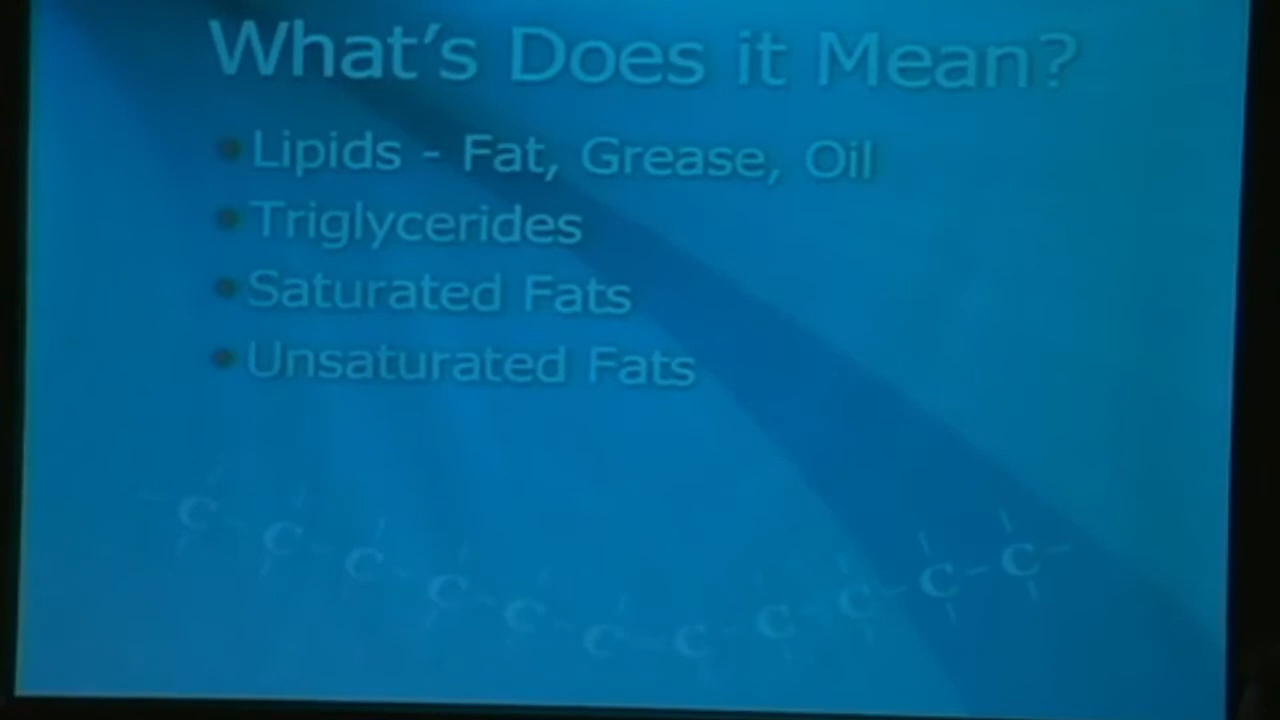 What's Does it Mean?
Lipids - Fat, Grease, Oil
Triglycerides
Saturated Fats
Unsaturated Fats
C C C C C C C C C C C